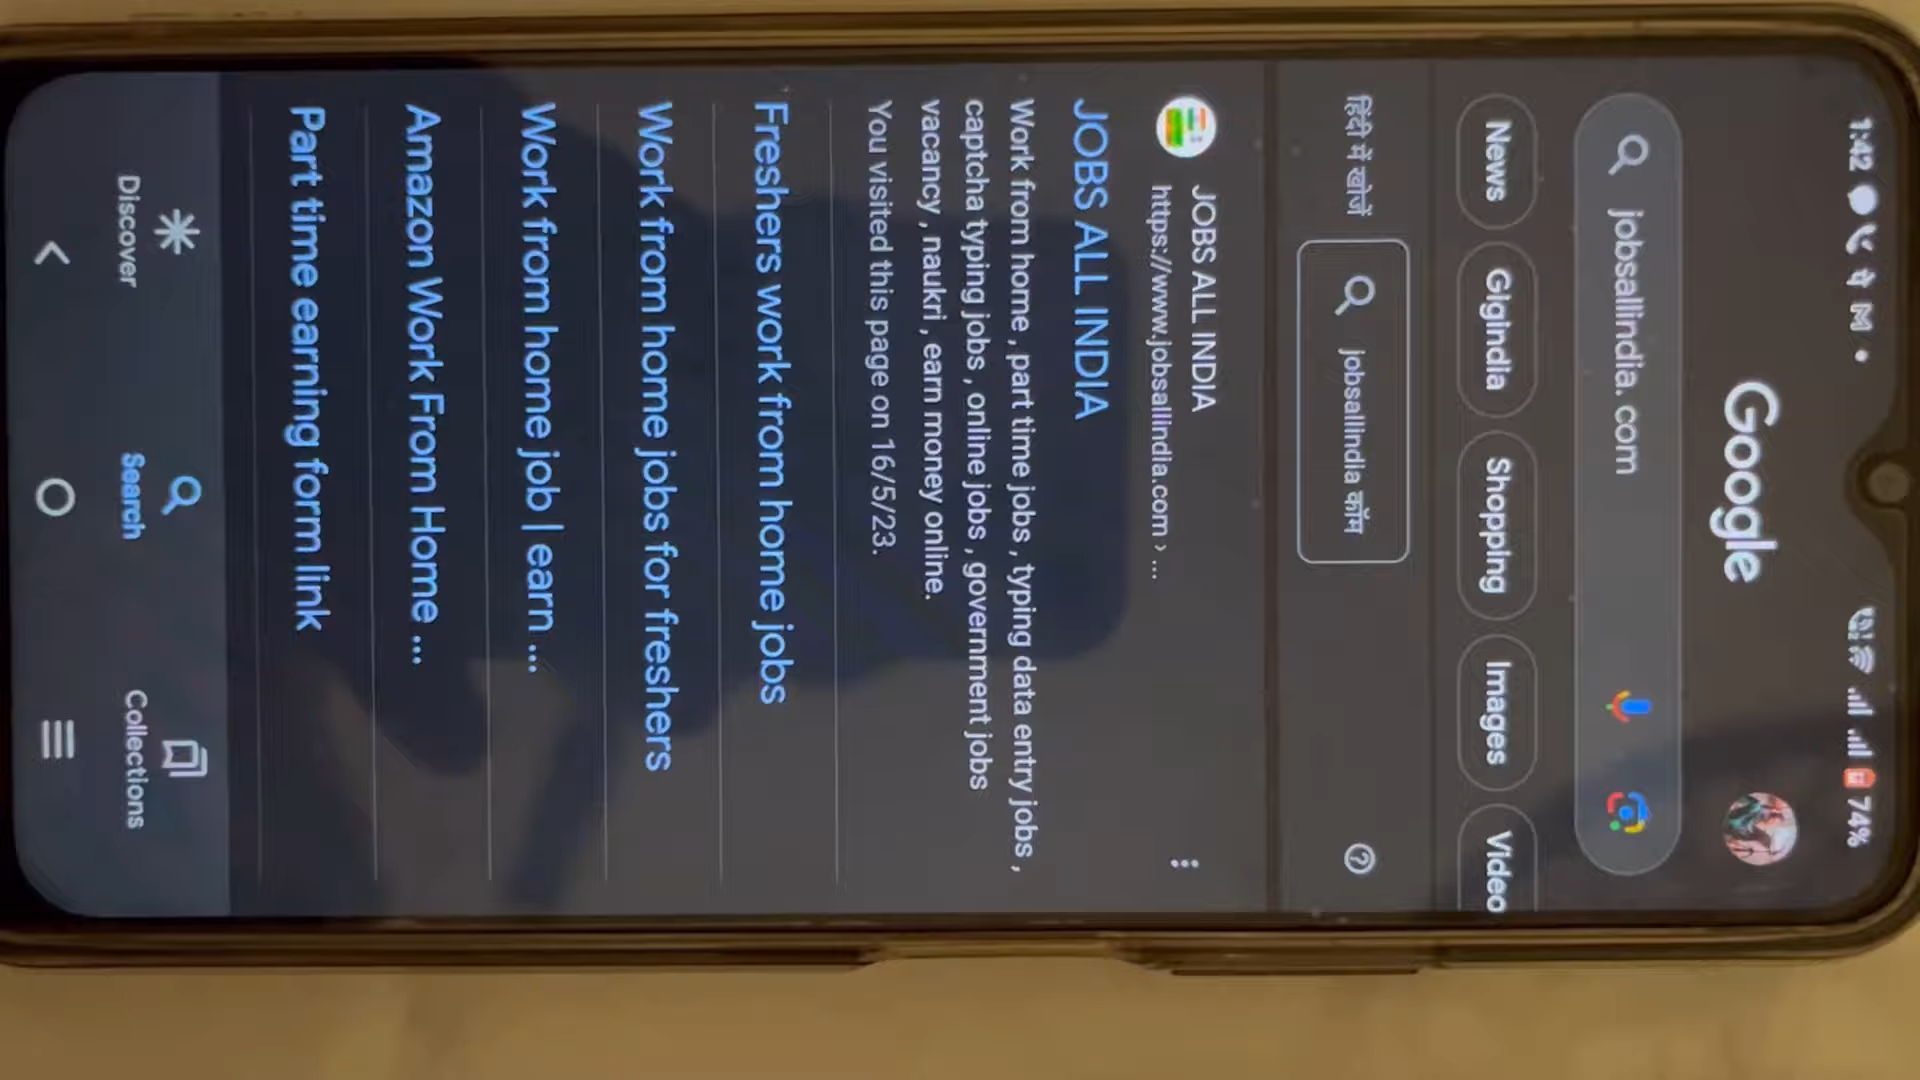 1:42 M 74%
Google
jobsallindia. com
News Gigindia Shopping Images Video
हिंदी में खोजें jobsallindia कॉम
JOBS ALL INDIA
https://www.jobsallindia.com › ...
JOBS ALL INDIA
Work from home , part time jobs , typing data entry jobs ,
captcha typing jobs , online jobs , government jobs
vacancy , naukri , earn money online.
You visited this page on 16/5/23.
Freshers work from home jobs
Work from home jobs for freshers
Work from home job | earn ...
Amazon Work From Home ...
Part time earning form link
Discover Search Collections